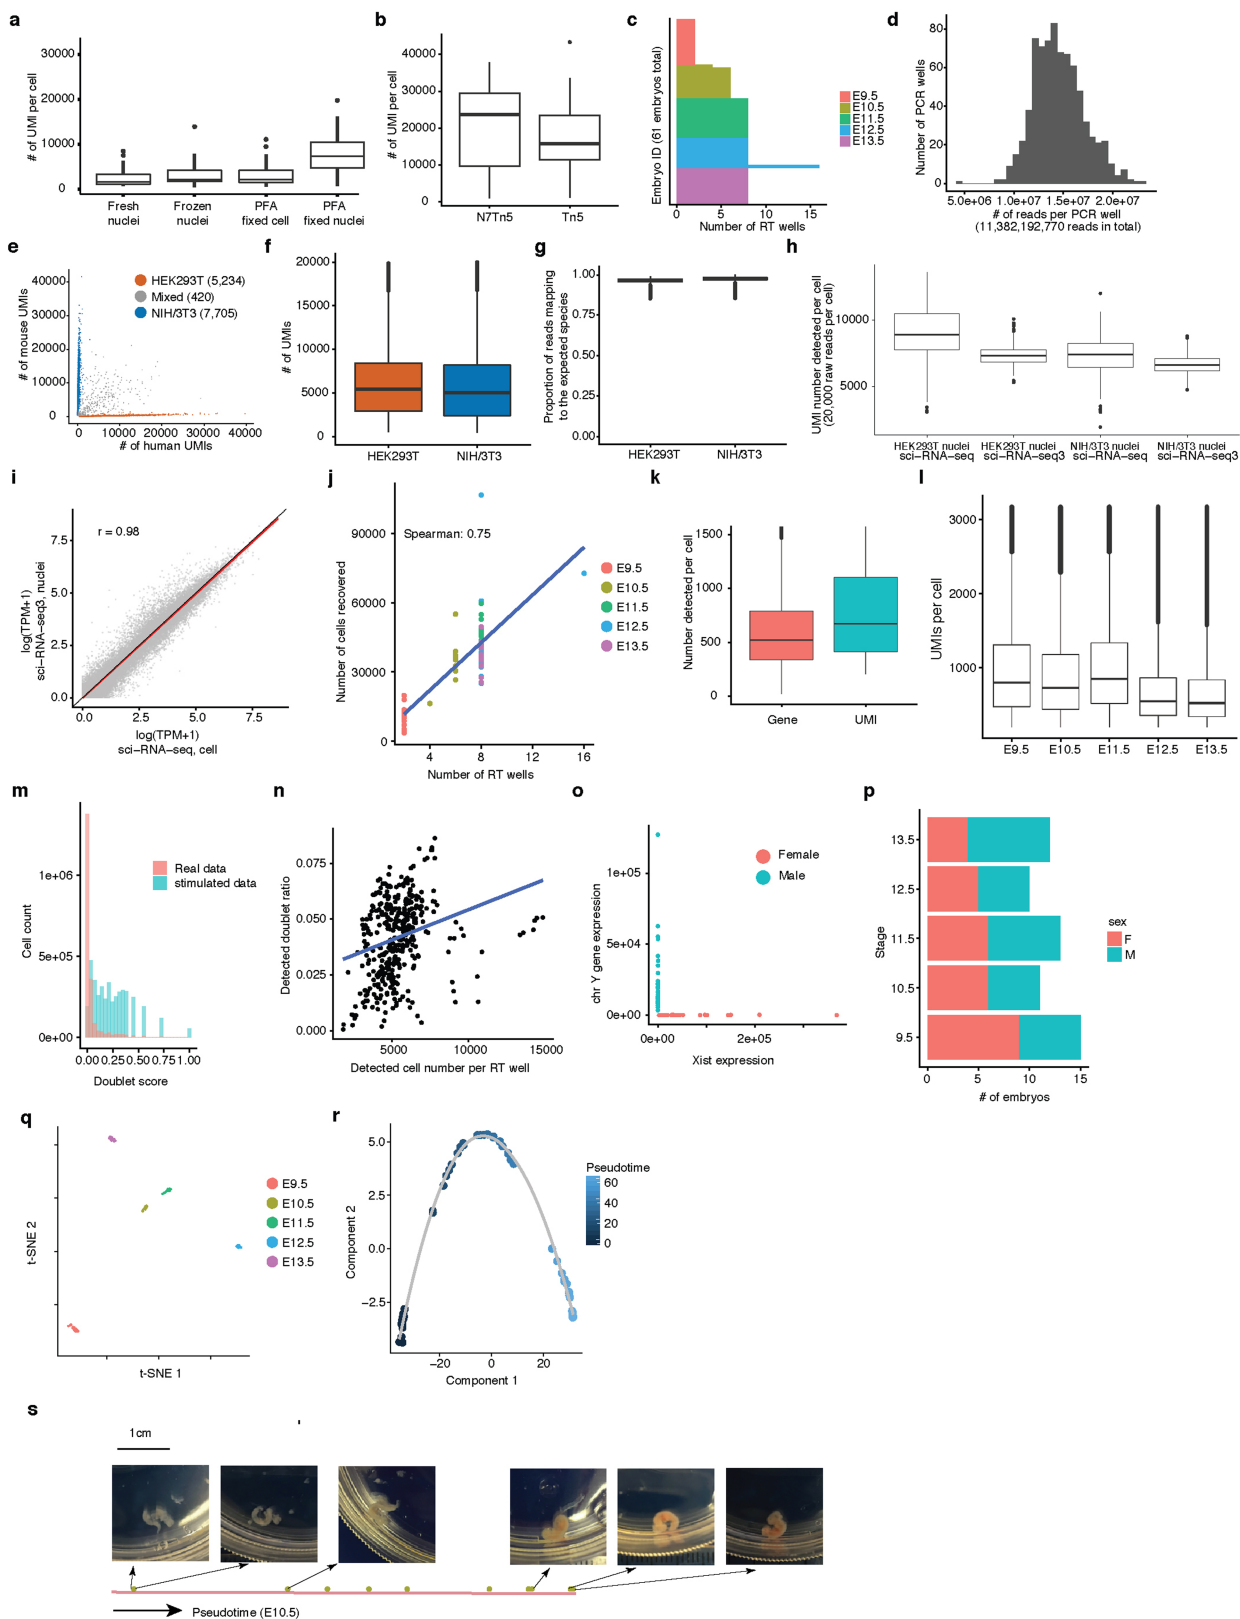 a
# of UMI per cell
30000
20000
10000
0
Fresh
nuclei
Frozen
nuclei
PFA
fixed cell
PFA
fixed nuclei
b
# of UMI per cell
40000
30000
20000
10000
0
N7Tn5
Tn5
c
Embryo ID (61 embryos total)
0
5
10
15
Number of RT wells
E9.5
E10.5
E11.5
E12.5
E13.5
d
Number of PCR wells
80
60
40
20
0
5.0e+06
1.0e+07
1.5e+07
2.0e+07
# of reads per PCR well
(11,382,192,770 reads in total)
e
# of mouse UMIs
40000
30000
20000
10000
0
0
10000
20000
30000
40000
# of human UMIs
HEK293T (5,234)
Mixed (420)
NIH/3T3 (7,705)
f
# of UMIs
20000
15000
10000
5000
0
HEK293T
NIH/3T3
g
Proportion of reads mapping
to the expected species
1.00
0.75
0.50
0.25
0.00
HEK293T
NIH/3T3
h
UMI number detected per cell
(20,000 raw reads per cell)
10000
5000
HEK293T nuclei
sci-RNA-seq
HEK293T nuclei
sci-RNA-seq3
NIH/3T3 nuclei
sci-RNA-seq
NIH/3T3 nuclei
sci-RNA-seq3
i
r = 0.98
log(TPM+1)
sci-RNA-seq3, nuclei
7.5
5.0
2.5
0.0
0.0
2.5
5.0
7.5
log(TPM+1)
sci-RNA-seq, cell
j
Spearman: 0.75
Number of cells recovered
90000
60000
30000
0
4
8
12
16
Number of RT wells
E9.5
E10.5
E11.5
E12.5
E13.5
k
Number detected per cell
1500
1000
500
0
Gene
UMI
l
UMIs per cell
3000
2000
1000
E9.5
E10.5
E11.5
E12.5
E13.5
m
Cell count
1e+06
5e+05
0e+00
0.00
0.25
0.50
0.75
1.00
Doublet score
Real data
stimulated data
n
Detected doublet ratio
0.075
0.050
0.025
0.000
5000
10000
15000
Detected cell number per RT well
o
chr Y gene expression
1e+05
5e+04
0e+00
0e+00
2e+05
Xist expression
Female
Male
p
Stage
13.5
12.5
11.5
10.5
9.5
0
5
10
15
# of embryos
sex
F
M
q
t-SNE 2
t-SNE 1
E9.5
E10.5
E11.5
E12.5
E13.5
r
Component 2
5.0
2.5
0.0
−2.5
−20
0
20
Component 1
Pseudotime
60
40
20
0
s
1cm
Pseudotime (E10.5)